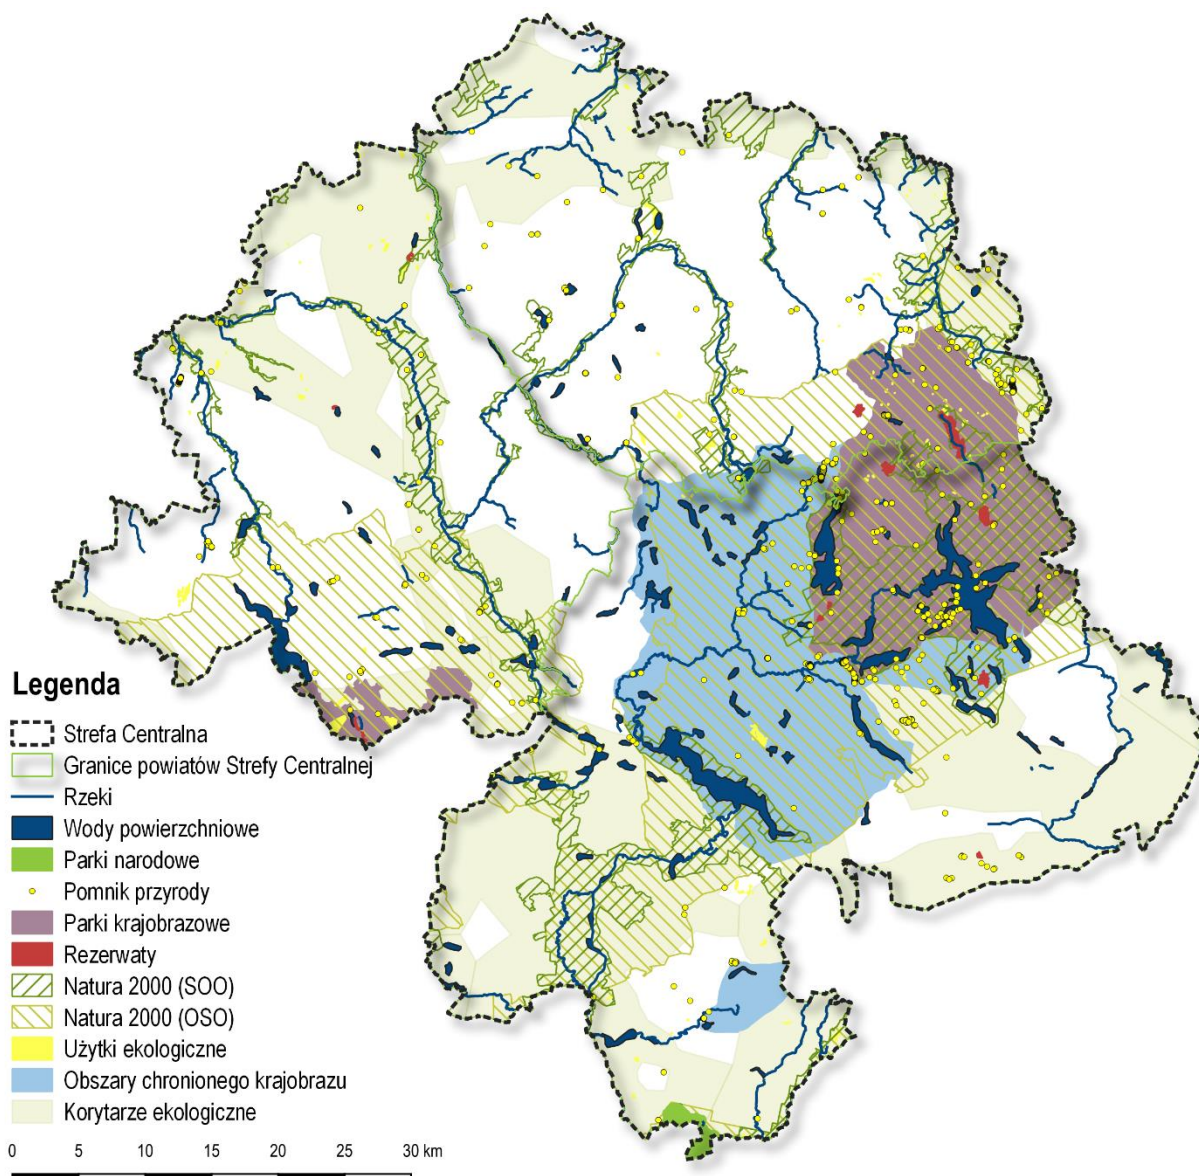 Legenda
Strefa Centralna
Granice powiatów Strefy Centralnej
Rzeki
Wody powierzchniowe
Parki narodowe
Pomnik przyrody
Parki krajobrazowe
Rezerwaty
Natura 2000 (SOO)
Natura 2000 (OSO)
Użytki ekologiczne
Obszary chronionego krajobrazu
Korytarze ekologiczne
0 5 10 15 20 25 30 km